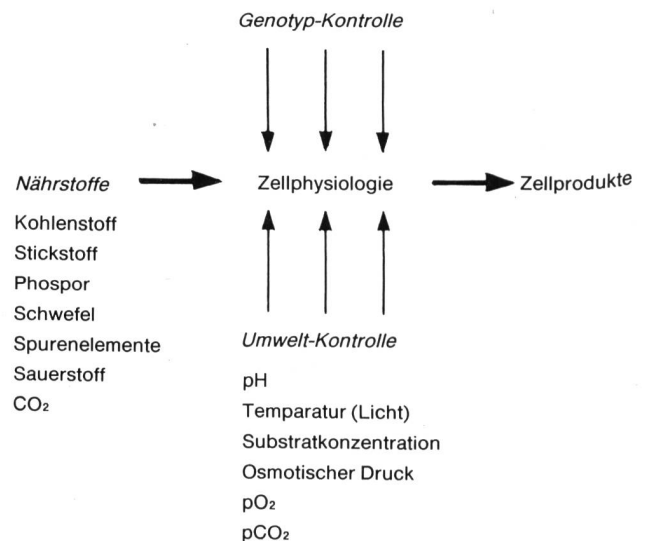 Genotyp-Kontrolle
Nährstoffe
Zellphysiologie
Zellprodukte
Kohlenstoff
Stickstoff
Phospor
Schwefel
Spurenelemente
Sauerstoff
CO₂
Umwelt-Kontrolle
pH
Temparatur (Licht)
Substratkonzentration
Osmotischer Druck
pO₂
pCO₂